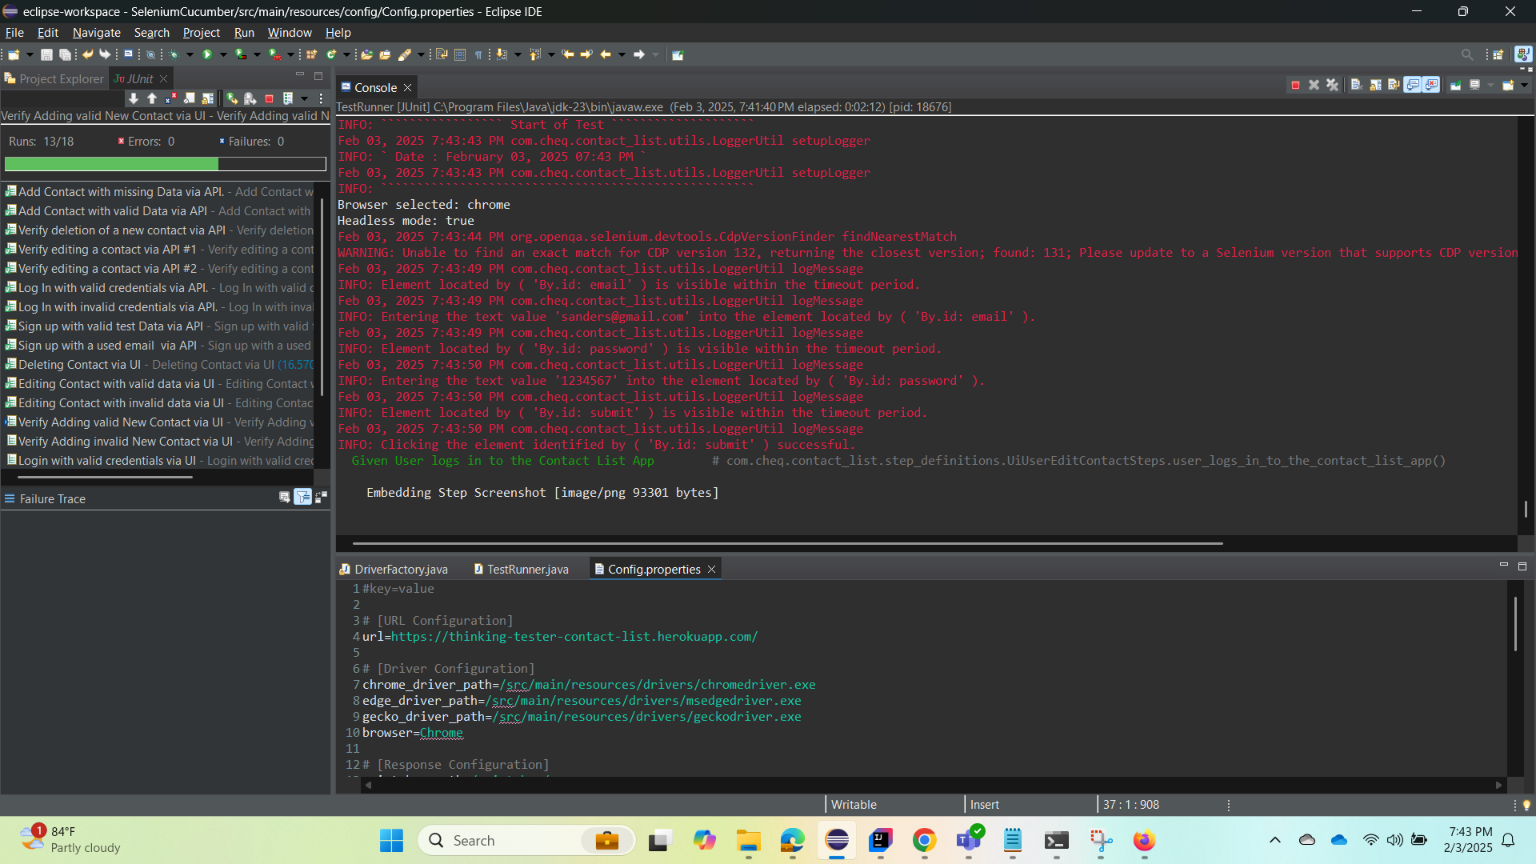 eclipse-workspace - SeleniumCucumber/src/main/resources/config/Config.properties - Eclipse IDE
File Edit Navigate Search Project Run Window Help
Project Explorer JUnit
Verify Adding valid New Contact via UI - Verify Adding valid N
Runs: 13/18 Errors: 0 Failures: 0
Add Contact with missing Data via API. - Add Contact w
Add Contact with valid Data via API - Add Contact with
Verify deletion of a new contact via API - Verify deletion
Verify editing a contact via API #1 - Verify editing a cont
Verify editing a contact via API #2 - Verify editing a cont
Log In with valid credentials via API. - Log In with valid c
Log In with invalid credentials via API. - Log In with inva
Sign up with valid test Data via API - Sign up with valid
Sign up with a used email  via API - Sign up with a used
Deleting Contact via UI - Deleting Contact via UI (16.570
Editing Contact with valid data via UI - Editing Contact
Editing Contact with invalid data via UI - Editing Contac
Verify Adding valid New Contact via UI - Verify Adding v
Verify Adding invalid New Contact via UI - Verify Adding
Login with valid credentials via UI - Login with valid cred
Failure Trace
Console
TestRunner [JUnit] C:\Program Files\Java\jdk-23\bin\javaw.exe (Feb 3, 2025, 7:41:40 PM elapsed: 0:02:12) [pid: 18676]
INFO: ````````````````` Start of Test ````````````````````
Feb 03, 2025 7:43:43 PM com.cheq.contact_list.utils.LoggerUtil setupLogger
INFO: ` Date : February 03, 2025 07:43 PM `
Feb 03, 2025 7:43:43 PM com.cheq.contact_list.utils.LoggerUtil setupLogger
INFO: ````````````````````````````````````````````````````
Browser selected: chrome
Headless mode: true
Feb 03, 2025 7:43:44 PM org.openqa.selenium.devtools.CdpVersionFinder findNearestMatch
WARNING: Unable to find an exact match for CDP version 132, returning the closest version; found: 131; Please update to a Selenium version that supports CDP version
Feb 03, 2025 7:43:49 PM com.cheq.contact_list.utils.LoggerUtil logMessage
INFO: Element located by ( 'By.id: email' ) is visible within the timeout period.
Feb 03, 2025 7:43:49 PM com.cheq.contact_list.utils.LoggerUtil logMessage
INFO: Entering the text value 'sanders@gmail.com' into the element located by ( 'By.id: email' ).
Feb 03, 2025 7:43:49 PM com.cheq.contact_list.utils.LoggerUtil logMessage
INFO: Element located by ( 'By.id: password' ) is visible within the timeout period.
Feb 03, 2025 7:43:50 PM com.cheq.contact_list.utils.LoggerUtil logMessage
INFO: Entering the text value '1234567' into the element located by ( 'By.id: password' ).
Feb 03, 2025 7:43:50 PM com.cheq.contact_list.utils.LoggerUtil logMessage
INFO: Element located by ( 'By.id: submit' ) is visible within the timeout period.
Feb 03, 2025 7:43:50 PM com.cheq.contact_list.utils.LoggerUtil logMessage
INFO: Clicking the element identified by ( 'By.id: submit' ) successful.
Given User logs in to the Contact List App # com.cheq.contact_list.step_definitions.UiUserEditContactSteps.user_logs_in_to_the_contact_list_app()
Embedding Step Screenshot [image/png 93301 bytes]
DriverFactory.java TestRunner.java Config.properties
1 #key=value
2
3 # [URL Configuration]
4 url=https://thinking-tester-contact-list.herokuapp.com/
5
6 # [Driver Configuration]
7 chrome_driver_path=/src/main/resources/drivers/chromedriver.exe
8 edge_driver_path=/src/main/resources/drivers/msedgedriver.exe
9 gecko_driver_path=/src/main/resources/drivers/geckodriver.exe
10 browser=Chrome
11
12 # [Response Configuration]
Writable Insert 37 : 1 : 908
1 84°F
Partly cloudy
Search
7:43 PM
2/3/2025